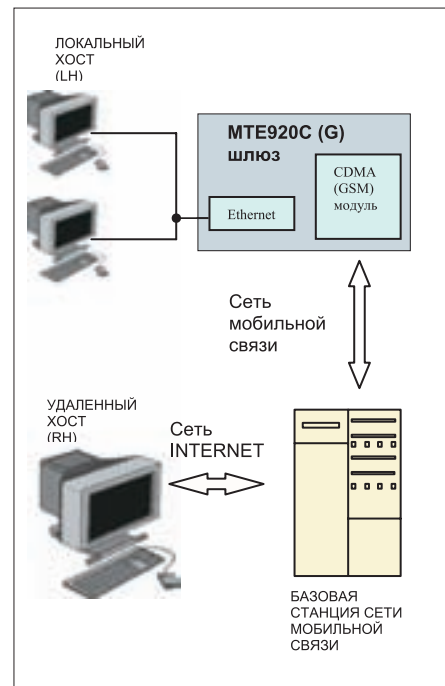 ЛОКАЛЬНЫЙ
ХОСТ
(LH)
MTE920C (G)
шлюз
CDMA
(GSM)
модуль
Ethernet
Сеть
мобильной
связи
УДАЛЕННЫЙ
ХОСТ
(RH)
Сеть
INTERNET
БАЗОВАЯ
СТАНЦИЯ СЕТИ
МОБИЛЬНОЙ
СВЯЗИ